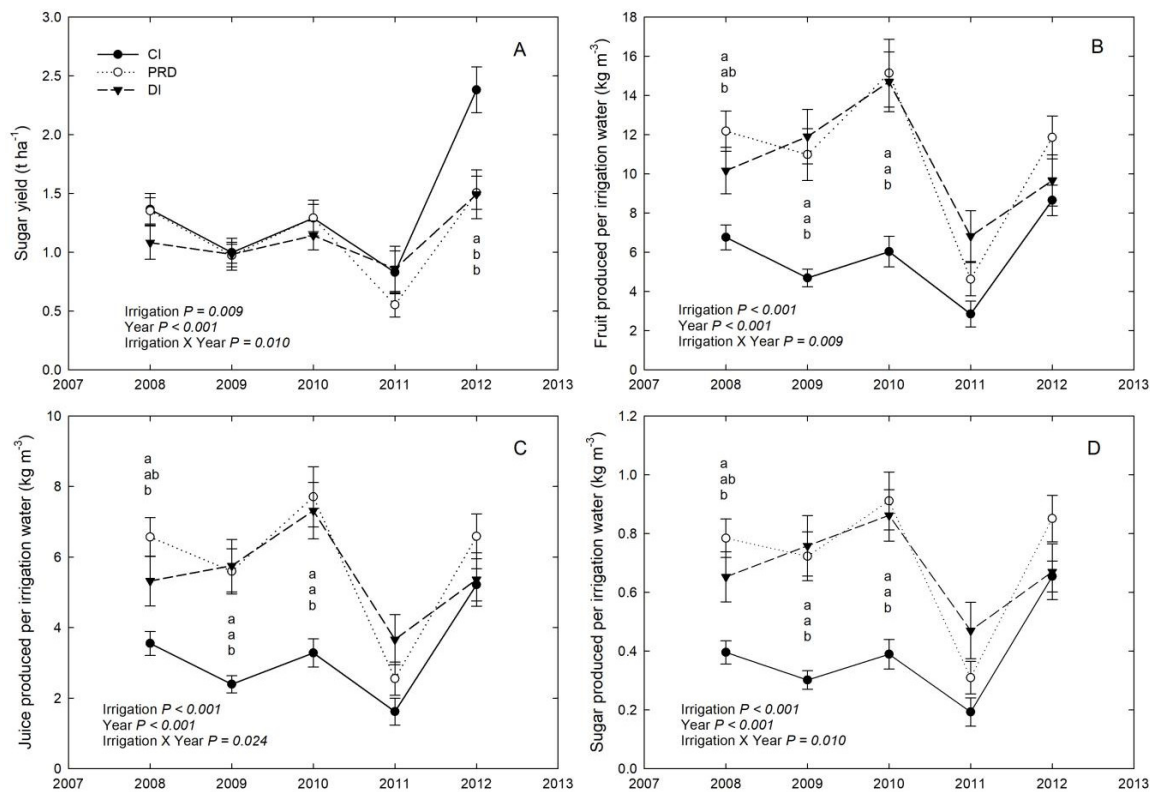 Sugar yield (t ha⁻¹)
3.0
2.5
2.0
1.5
1.0
0.5
0.0
CI
PRD
DI
A
a
b
b
Irrigation P = 0.009
Year P < 0.001
Irrigation X Year P = 0.010
2007 2008 2009 2010 2011 2012 2013
Fruit produced per irrigation water (kg m⁻³)
18
16
14
12
10
8
6
4
2
0
B
a
ab
b
a
a
b
a
a
b
Irrigation P < 0.001
Year P < 0.001
Irrigation X Year P = 0.009
2007 2008 2009 2010 2011 2012 2013
Juice produced per irrigation water (kg m⁻³)
10
8
6
4
2
0
C
a
ab
b
a
a
b
a
a
b
Irrigation P < 0.001
Year P < 0.001
Irrigation X Year P = 0.024
2007 2008 2009 2010 2011 2012 2013
Sugar produced per irrigation water (kg m⁻³)
1.2
1.0
0.8
0.6
0.4
0.2
0.0
D
a
ab
b
a
a
b
a
a
b
Irrigation P < 0.001
Year P < 0.001
Irrigation X Year P = 0.010
2007 2008 2009 2010 2011 2012 2013